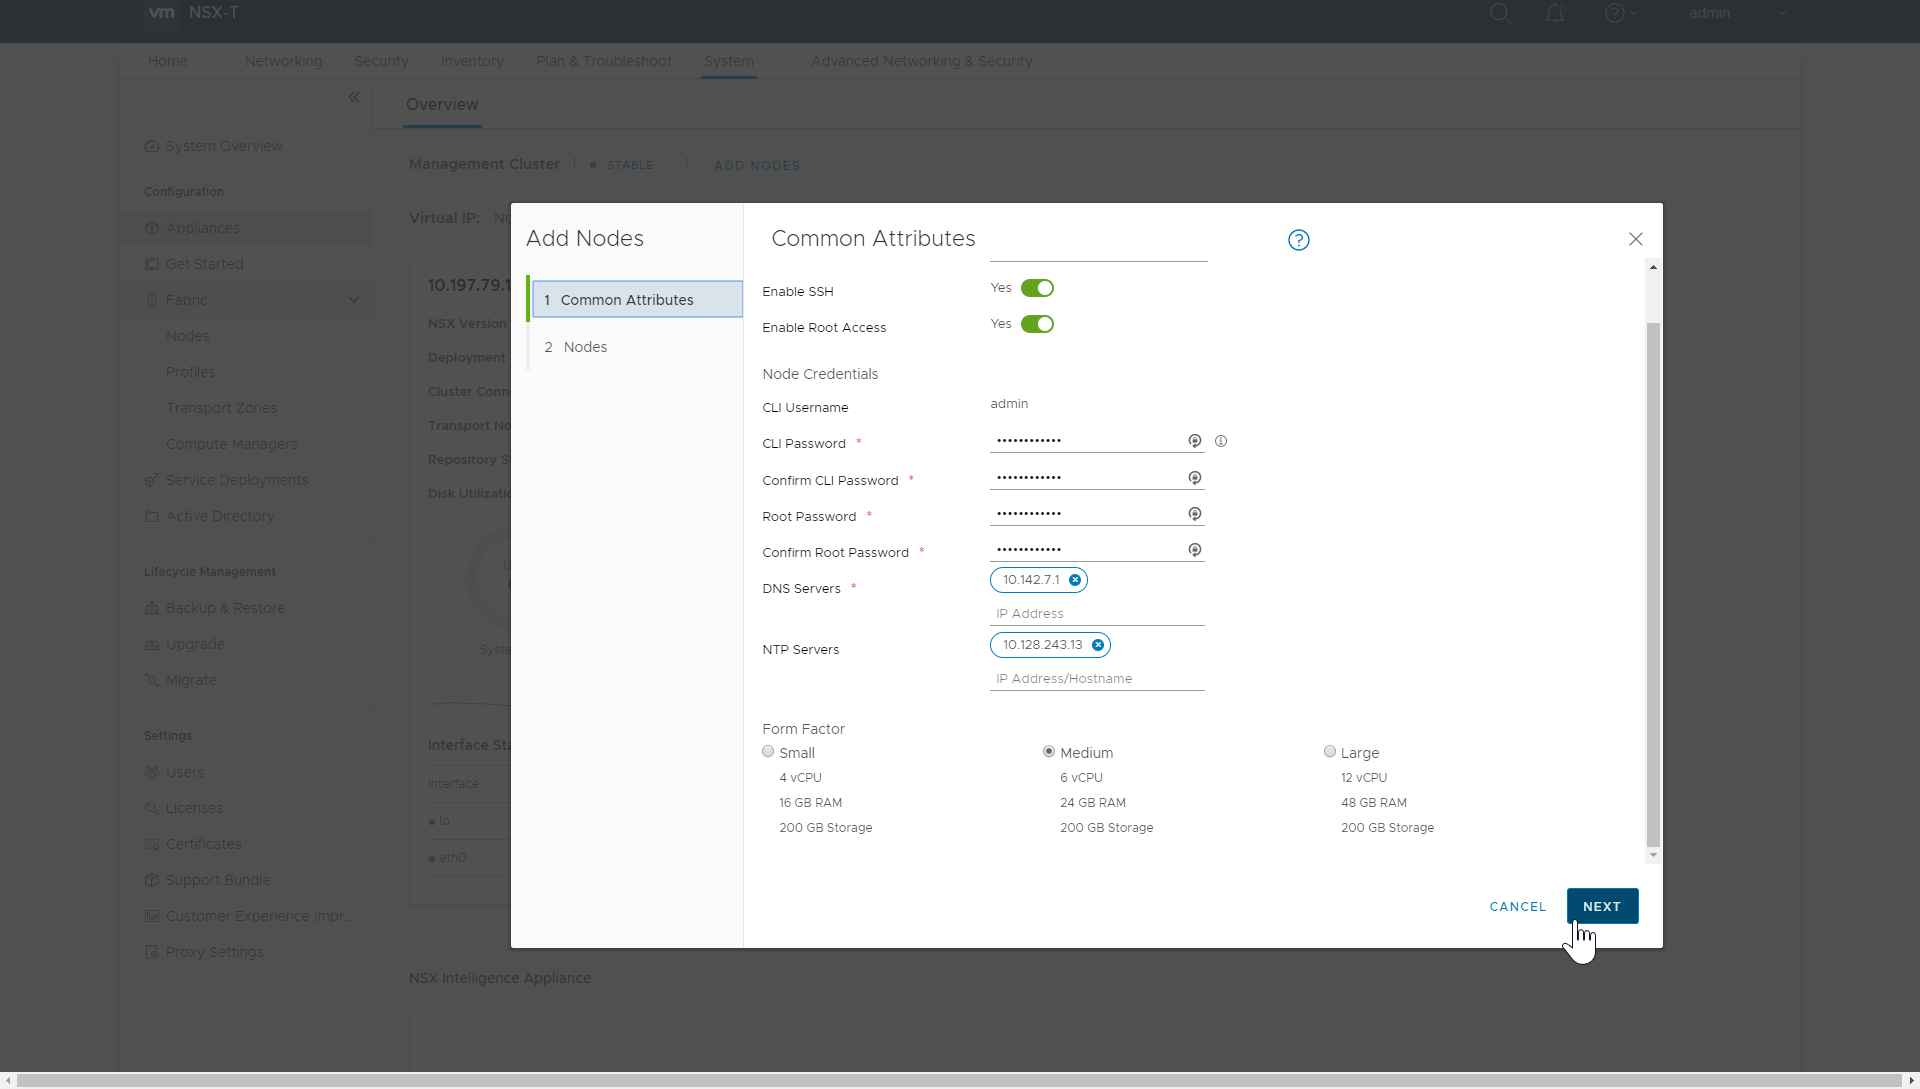 vm NSX-T
admin
Home Networking Security Inventory Plan & Troubleshoot System Advanced Networking & Security
Overview
System Overview
Configuration
Appliances
Get Started
Fabric
Nodes
Profiles
Transport Zones
Compute Managers
Service Deployments
Active Directory
Lifecycle Management
Backup & Restore
Upgrade
Migrate
Settings
Users
Licenses
Certificates
Support Bundle
Customer Experience Impr...
Proxy Settings
Management Cluster STABLE ADD NODES
Virtual IP:
10.197.79.1
NSX Version
Deployment
Cluster Conn
Transport No
Repository S
Disk Utilizatio
Syste
Interface Sta
Interface
lo
eth0
NSX Intelligence Appliance
Add Nodes
1 Common Attributes
2 Nodes
Common Attributes
Enable SSH Yes
Enable Root Access Yes
Node Credentials
CLI Username admin
CLI Password * ••••••••••••
Confirm CLI Password * ••••••••••••
Root Password * ••••••••••••
Confirm Root Password * ••••••••••••
DNS Servers * 10.142.7.1
IP Address
NTP Servers 10.128.243.13
IP Address/Hostname
Form Factor
Small Medium Large
4 vCPU 6 vCPU 12 vCPU
16 GB RAM 24 GB RAM 48 GB RAM
200 GB Storage 200 GB Storage 200 GB Storage
CANCEL NEXT